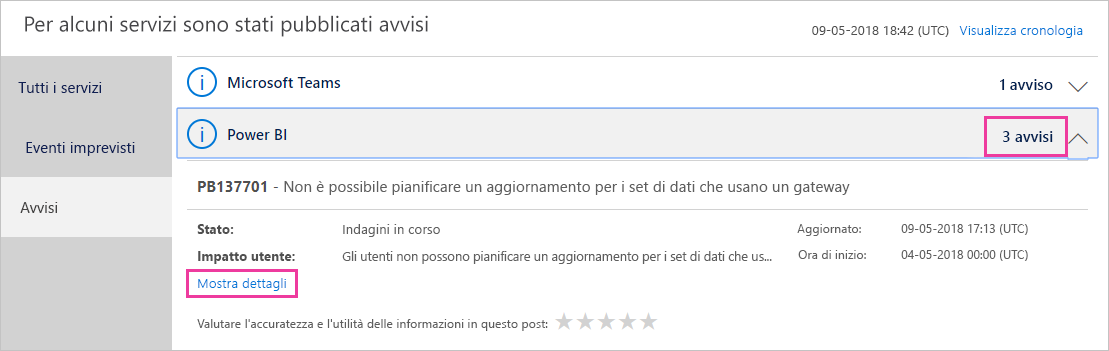 Per alcuni servizi sono stati pubblicati avvisi
09-05-2018 18:42 (UTC) Visualizza cronologia
Tutti i servizi
Eventi imprevisti
Avvisi
Microsoft Teams 1 avviso
Power BI 3 avvisi
PB137701 - Non è possibile pianificare un aggiornamento per i set di dati che usano un gateway
Stato: Indagini in corso Aggiornato: 09-05-2018 17:13 (UTC)
Impatto utente: Gli utenti non possono pianificare un aggiornamento per i set di dati che us... Ora di inizio: 04-05-2018 00:00 (UTC)
Mostra dettagli
Valutare l'accuratezza e l'utilità delle informazioni in questo post: